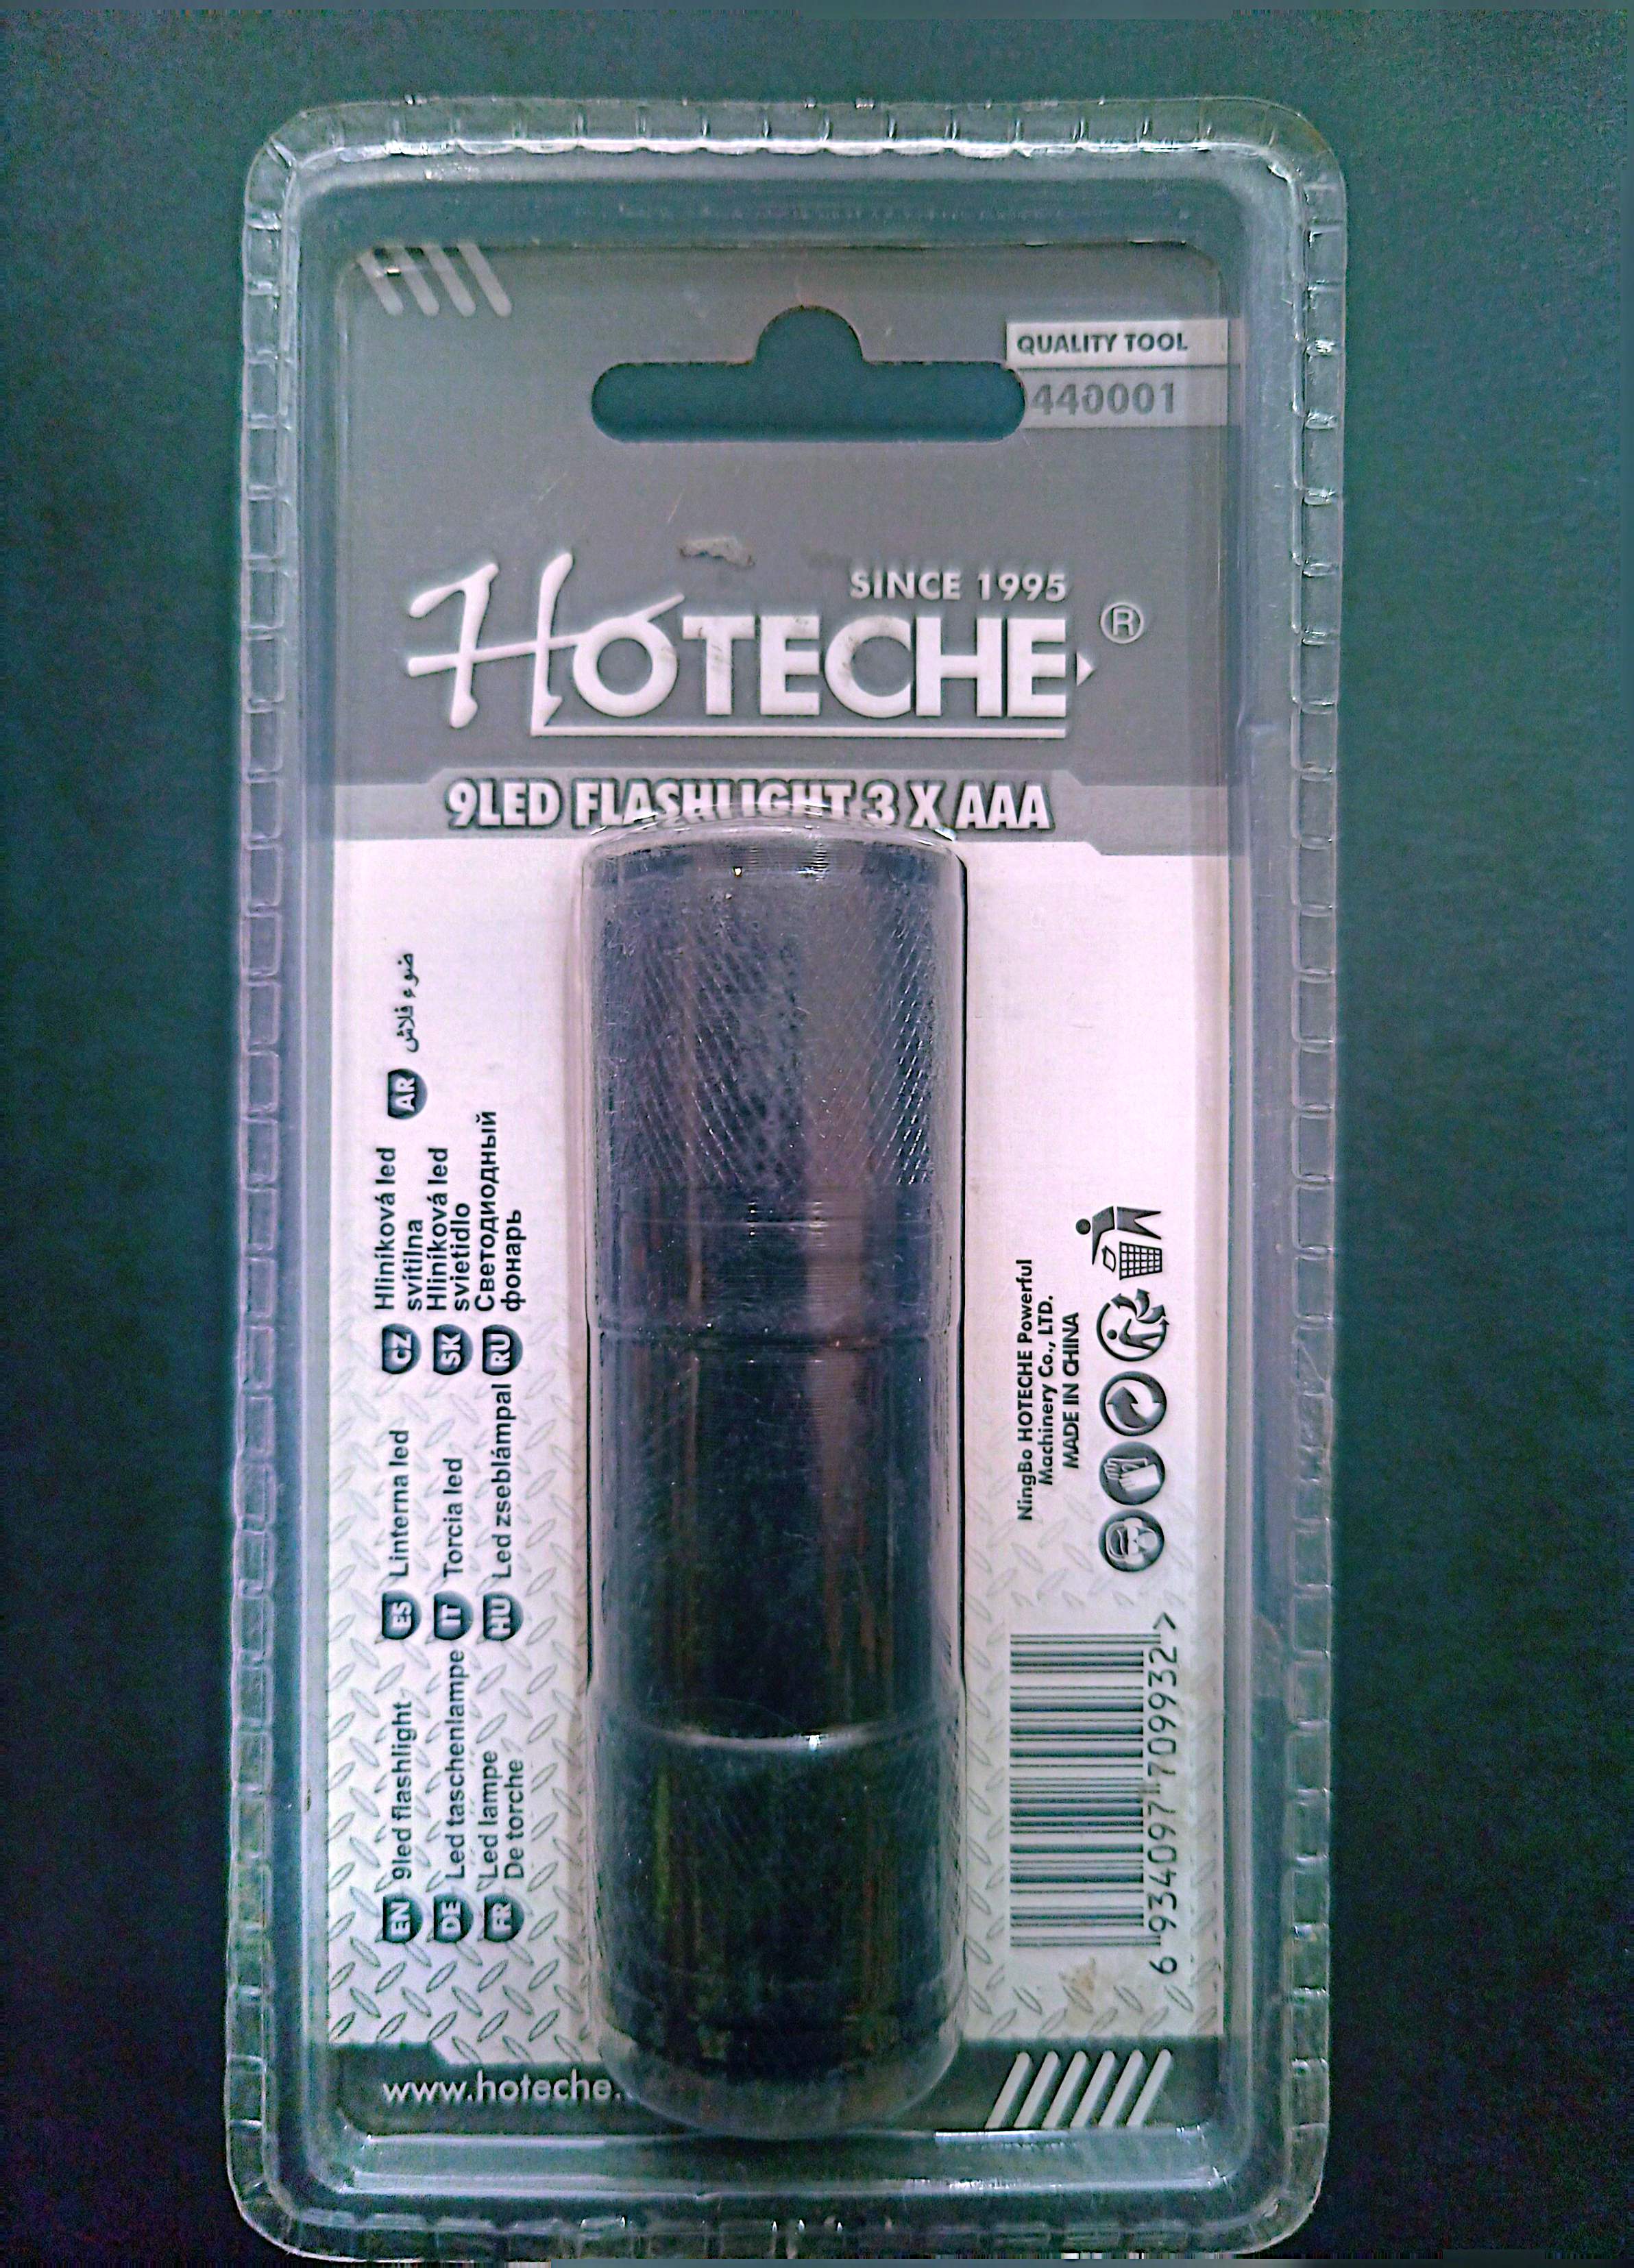 QUALITY TOOL
440001
SINCE 1995
HOTECHE®
9LED FLASHLIGHT 3 X AAA
EN 9led flashlight
DE Led taschenlampe
FR Led lampe
De torche
ES Linterna led
IT Torcia led
HU Led zseblámpal
CZ Hliníková led
svítilna
SK Hliníková led
svietidlo
RU Светодиодный
фонарь
AR ضوء فلاش
NingBo HOTECHE Powerful
Machinery Co., LTD.
MADE IN CHINA
6 934097 709932 >
www.hoteche.